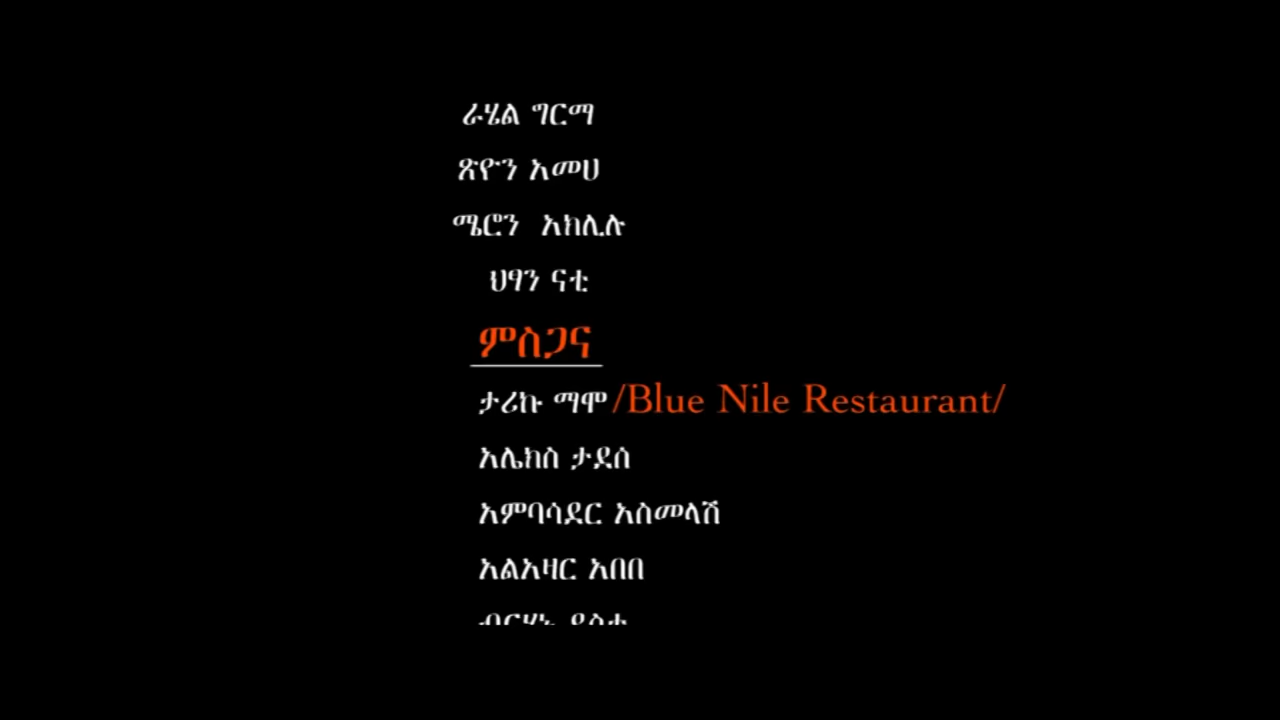 ራሄል ግርማ
ጽዮን አመሀ
ሜሮን አክሊሉ
ህፃን ናቲ
ምስጋና
ታሪኩ ማሞ /Blue Nile Restaurant/
አሌክስ ታደሰ
አምባሳደር አስመላሽ
አልአዛር አበበ